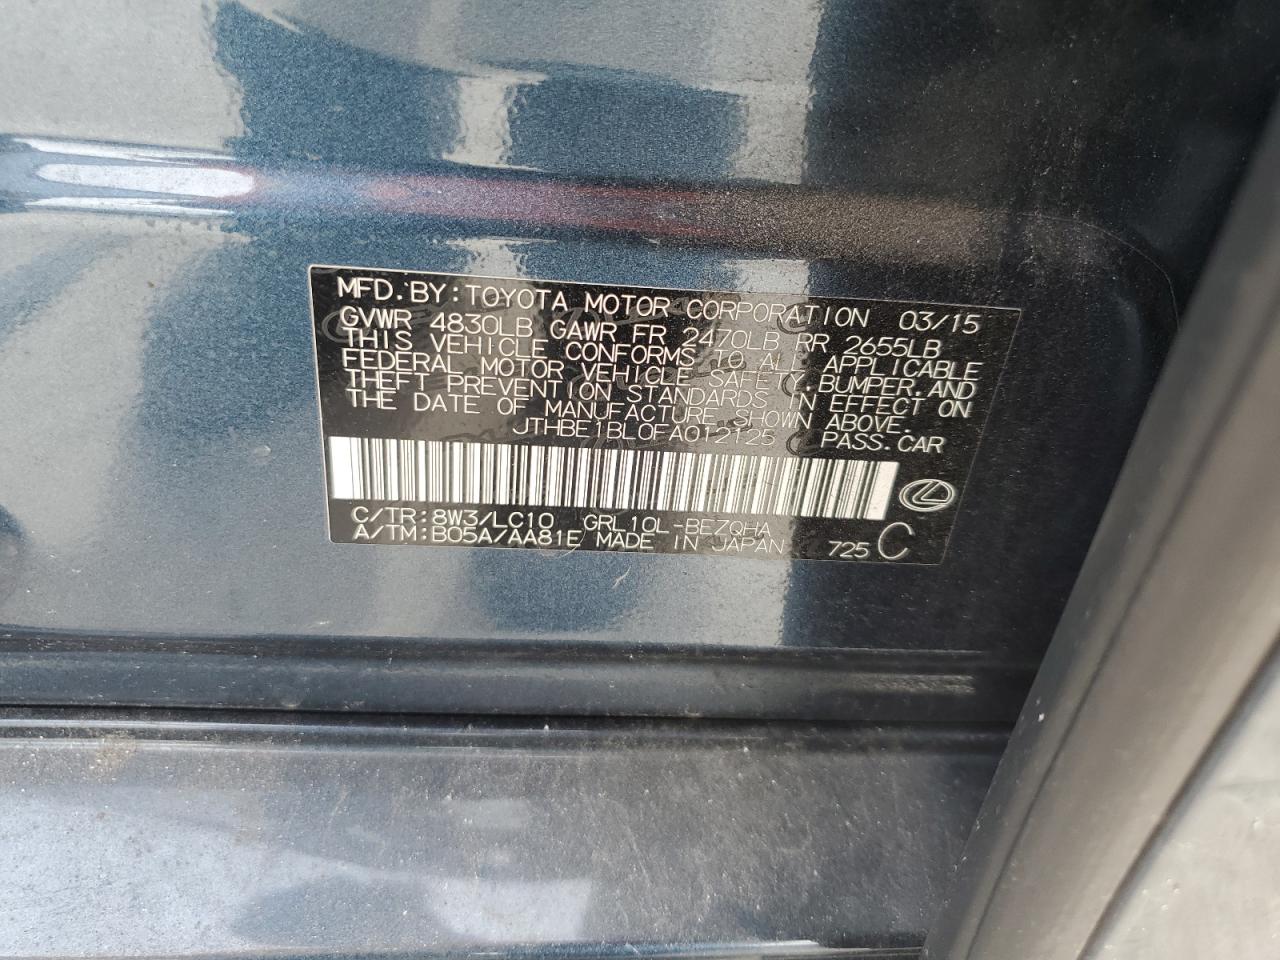 MFD.BY:TOYOTA MOTOR CORPORATION 03/15
GVWR 4830LB GAWR FR 2470LB RR 2655LB
THIS VEHICLE CONFORMS TO ALL APPLICABLE
FEDERAL MOTOR VEHICLE SAFETY,BUMPER,AND
THEFT PREVENTION STANDARDS IN EFFECT ON
THE DATE OF MANUFACTURE SHOWN ABOVE.
JTHBE1BL0FA012125 PASS.CAR
C/TR:8W3/LC10 GRL10L-BEZQHA
A/TM:B05A/AA81E MADE IN JAPAN 725 C